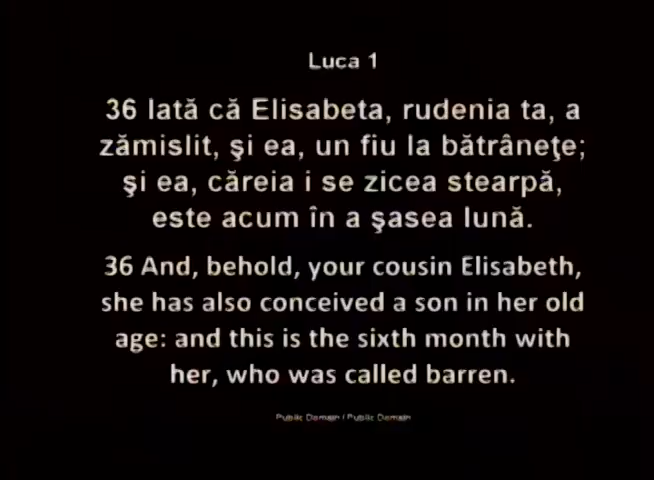 Luca 1
36 Iată că Elisabeta, rudenia ta, a
zămislit, şi ea, un fiu la bătrâneţe;
şi ea, căreia i se zicea stearpă,
este acum în a şasea lună.
36 And, behold, your cousin Elisabeth,
she has also conceived a son in her old
age: and this is the sixth month with
her, who was called barren.
Public Domain / Public Domain